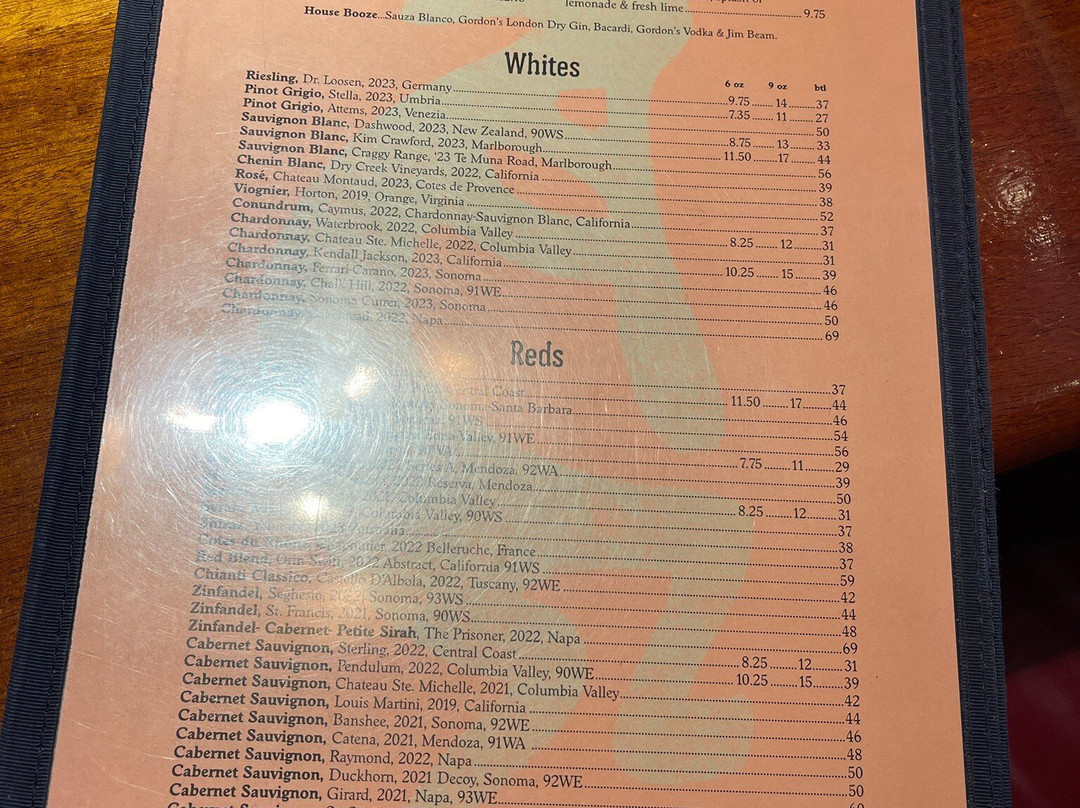 lemonade & fresh lime ... 9.75
House Booze...Sauza Blanco, Gordon's London Dry Gin, Bacardi, Gordon's Vodka & Jim Beam.
Whites
6 oz 9 oz btl
Riesling, Dr. Loosen, 2023, Germany ... 9.75 ... 14 ... 37
Pinot Grigio, Stella, 2023, Umbria ... 7.35 ... 11 ... 27
Pinot Grigio, Attems, 2023, Venezia ... 50
Sauvignon Blanc, Dashwood, 2023, New Zealand, 90WS ... 8.75 ... 13 ... 33
Sauvignon Blanc, Kim Crawford, 2023, Marlborough ... 11.50 ... 17 ... 44
Sauvignon Blanc, Craggy Range, '23 Te Muna Road, Marlborough ... 56
Chenin Blanc, Dry Creek Vineyards, 2022, California ... 39
Rosé, Chateau Montaud, 2023, Cotes de Provence ... 38
Viognier, Horton, 2019, Orange, Virginia ... 52
Conundrum, Caymus, 2022, Chardonnay-Sauvignon Blanc, California ... 37
Chardonnay, Waterbrook, 2022, Columbia Valley ... 8.25 ... 12 ... 31
Chardonnay, Chateau Ste. Michelle, 2022, Columbia Valley ... 31
Chardonnay, Kendall Jackson, 2023, California ... 10.25 ... 15 ... 39
Chardonnay, Ferrari-Carano, 2023, Sonoma ... 46
Chardonnay, Chalk Hill, 2022, Sonoma, 91WE ... 46
Chardonnay, Sonoma Cutrer, 2023, Sonoma ... 50
Chardonnay, 2022, Napa ... 69
Reds
37
Central Coast ... 11.50 ... 17 ... 44
Sonoma-Santa Barbara ... 46
91WS ... 54
Valley, 91WE ... 56
7.75 ... 11 ... 29
Series A, Mendoza, 92WA ... 39
Reserva, Mendoza ... 50
Columbia Valley ... 8.25 ... 12 ... 31
Columbia Valley, 90WS ... 37
Shiraz, ... 38
Cotes du Rhone, 2022 Belleruche, France ... 37
Red Blend, Orin Swift, 2022 Abstract, California 91WS ... 59
Chianti Classico, Castello D'Albola, 2022, Tuscany, 92WE ... 42
Zinfandel, Seghesio, 2022, Sonoma, 93WS ... 44
Zinfandel, St. Francis, 2021, Sonoma, 90WS ... 48
Zinfandel- Cabernet- Petite Sirah, The Prisoner, 2022, Napa ... 69
Cabernet Sauvignon, Sterling, 2022, Central Coast ... 8.25 ... 12 ... 31
Cabernet Sauvignon, Pendulum, 2022, Columbia Valley, 90WE ... 10.25 ... 15 ... 39
Cabernet Sauvignon, Chateau Ste. Michelle, 2021, Columbia Valley ... 42
Cabernet Sauvignon, Louis Martini, 2019, California ... 44
Cabernet Sauvignon, Banshee, 2021, Sonoma, 92WE ... 46
Cabernet Sauvignon, Catena, 2021, Mendoza, 91WA ... 48
Cabernet Sauvignon, Raymond, 2022, Napa ... 50
Cabernet Sauvignon, Duckhorn, 2021 Decoy, Sonoma, 92WE ... 50
Cabernet Sauvignon, Girard, 2021, Napa, 93WE ... 60
Cabernet Sauvignon,